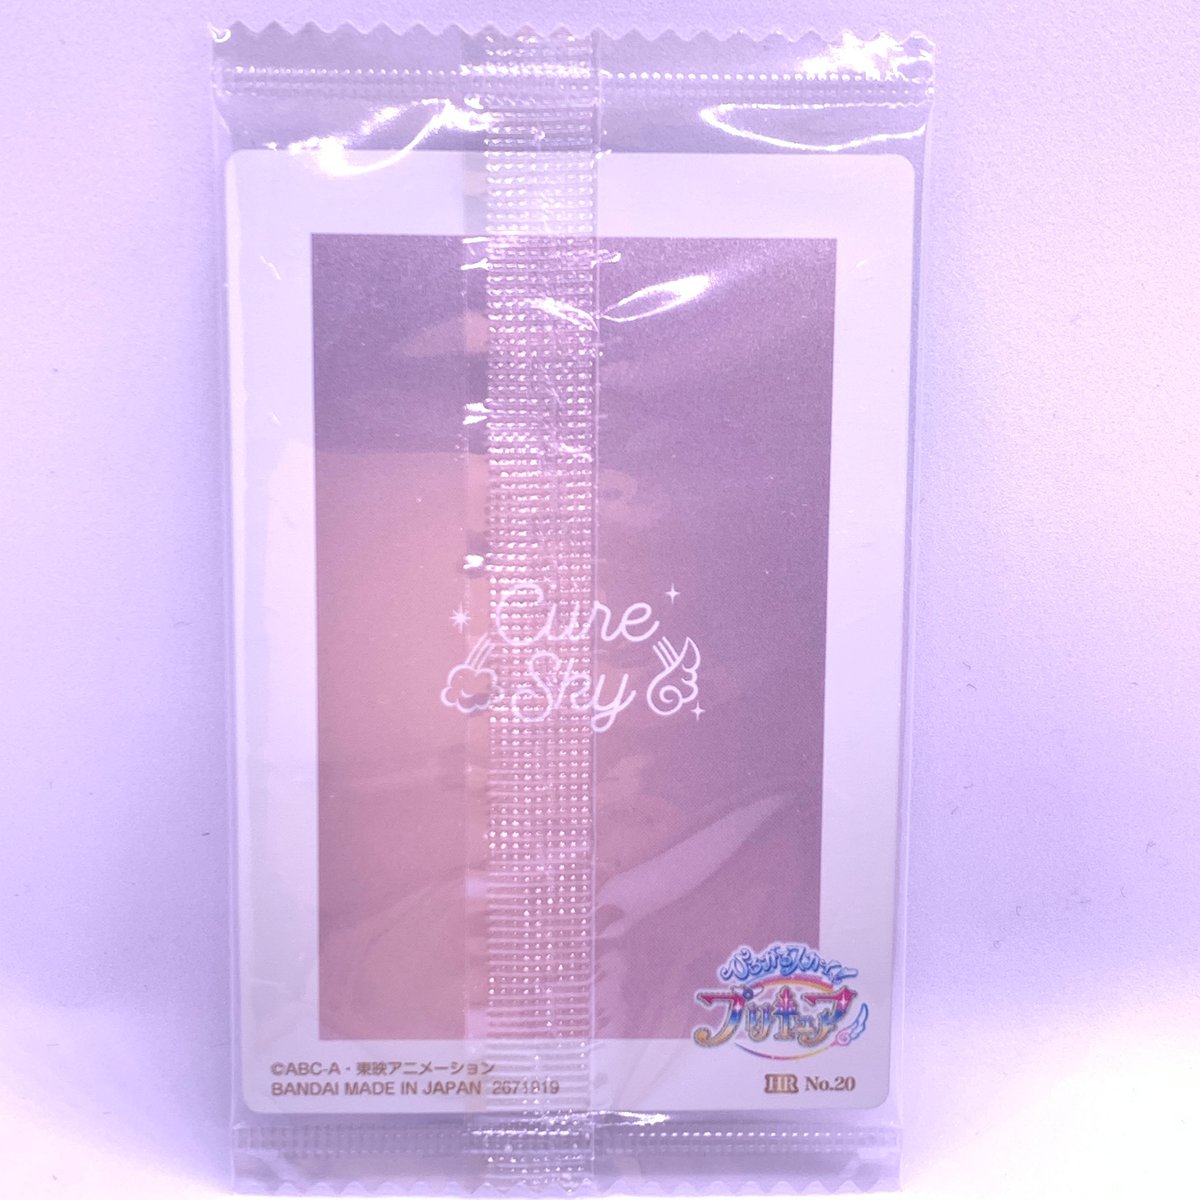 Cure
Sky
ひろがるスカイ!
プリキュア
©ABC-A・東映アニメーション
BANDAI MADE IN JAPAN 2671819
HR No.20